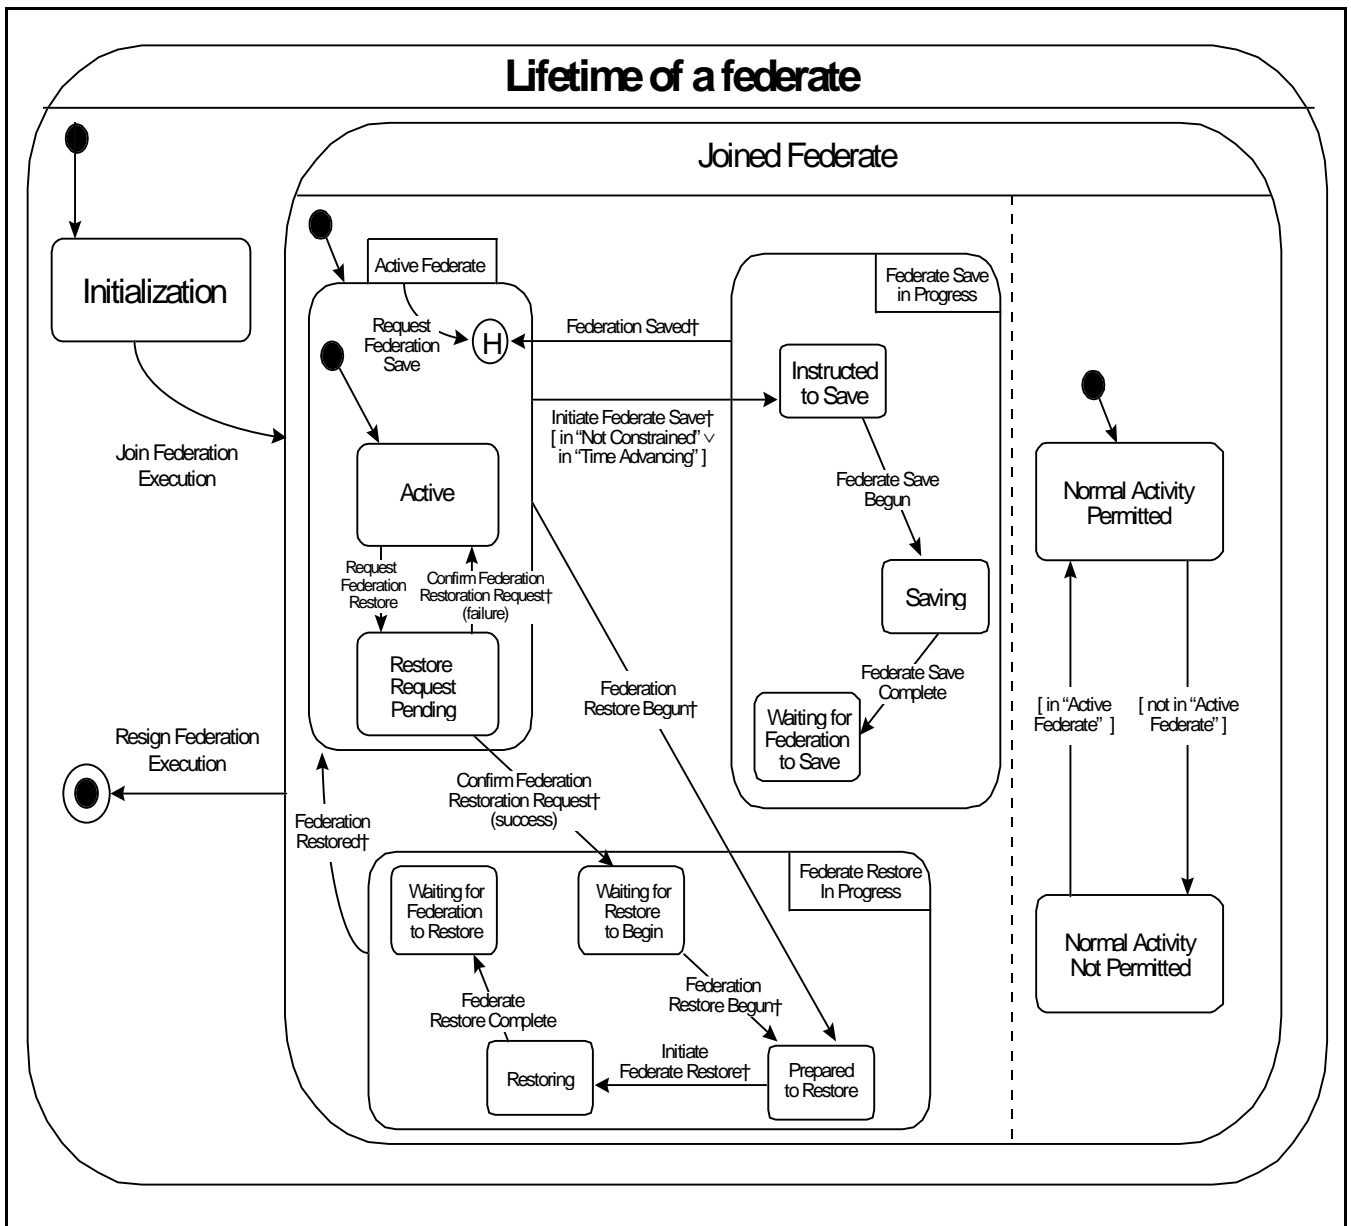 Lifetime of a federate
Joined Federate
Initialization
Join Federation
Execution
Resign Federation
Execution
Active Federate
Request
Federation
Save
H
Active
Request
Federation
Restore
Confirm Federation
Restoration Request†
(failure)
Restore
Request
Pending
Federation Saved†
Initiate Federate Save†
[ in “Not Constrained” ∨
in “Time Advancing” ]
Federate Save
in Progress
Instructed
to Save
Federate Save
Begun
Saving
Federate Save
Complete
Waiting for
Federation
to Save
Federation
Restore Begun†
Confirm Federation
Restoration Request†
(success)
Federation
Restored†
Federate Restore
In Progress
Waiting for
Federation
to Restore
Waiting for
Restore
to Begin
Federation
Restore Begun†
Federate
Restore Complete
Restoring
Initiate
Federate Restore†
Prepared
to Restore
Normal Activity
Permitted
[ in “Active
Federate” ]
[ not in “Active
Federate” ]
Normal Activity
Not Permitted